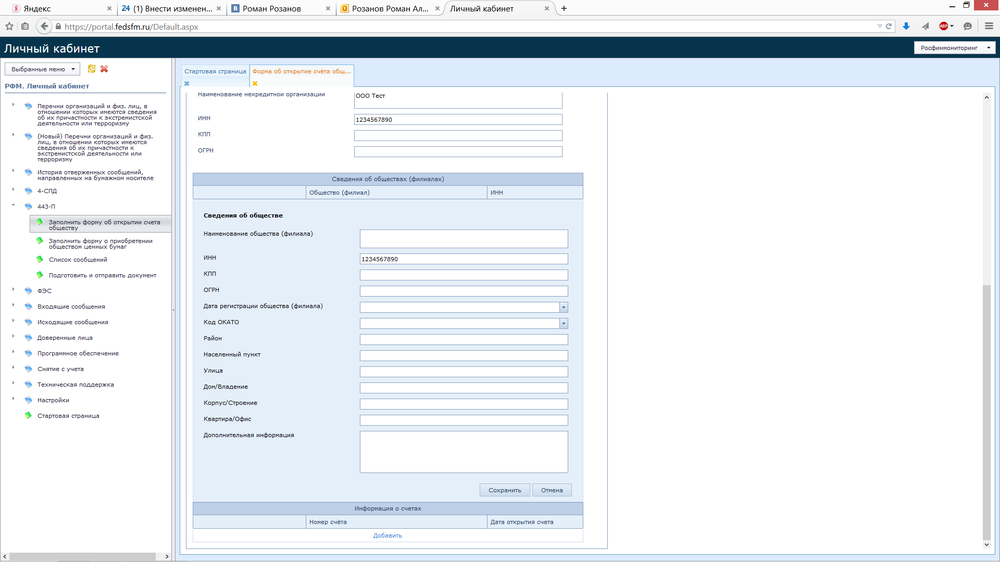 Яндекс
24 (1) Внести изменен...
В Роман Розанов
Розанов Роман Ал...
Личный кабинет
https://portal.fedsfm.ru/Default.aspx
ABP
Личный кабинет
Росфинмониторинг
Выбранные меню
РФМ. Личный кабинет
Перечни организаций и физ. лиц, в
отношении которых имеются сведения
об их причастности к экстремистской
деятельности или терроризму
(Новый) Перечни организаций и физ.
лиц, в отношении которых имеются
сведения об их причастности к
экстремистской деятельности или
терроризму
История отверженных сообщений,
направленных на бумажном носителе
4-СПД
443-П
Заполнить форму об открытии счета
обществу
Заполнить форму о приобретении
обществом ценных бумаг
Список сообщений
Подготовить и отправить документ
ФЭС
Входящие сообщения
Исходящие сообщения
Доверенные лица
Программное обеспечение
Снятие с учета
Техническая поддержка
Настройки
Стартовая страница
Стартовая страница
Форма об открытие счёта общ...
Наименование некредитной организации
ООО Тест
ИНН
1234567890
КПП
ОГРН
Сведения об обществах (филиалах)
Общество (филиал)
ИНН
Сведения об обществе
Наименование общества (филиала)
ИНН
1234567890
КПП
ОГРН
Дата регистрации общества (филиала)
Код ОКАТО
Район
Населенный пункт
Улица
Дом/Владение
Корпус/Строение
Квартира/Офис
Дополнительная информация
Сохранить
Отмена
Информация о счетах
Номер счёта
Дата открытия счета
Добавить